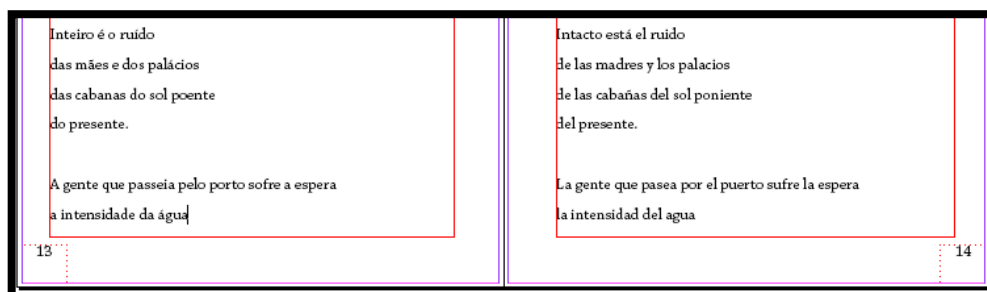 Inteiro é o ruído
das mães e dos palácios
das cabanas do sol poente
do presente.
A gente que passeia pelo porto sofre a espera
a intensidade da água
13
Intacto está el ruido
de las madres y los palacios
de las cabañas del sol poniente
del presente.
La gente que pasea por el puerto sufre la espera
la intensidad del agua
14